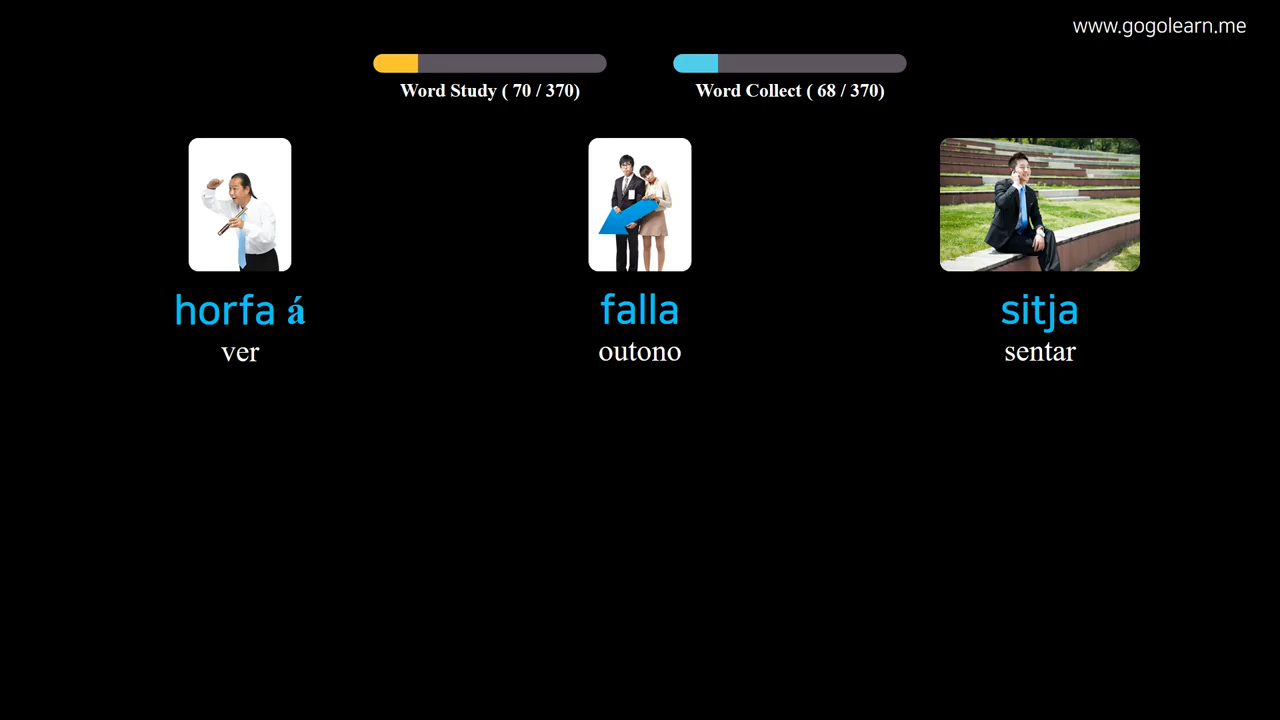 www.gogolearn.me
Word Study ( 70 / 370)
Word Collect ( 68 / 370)
horfa á
falla
sitja
ver
outono
sentar